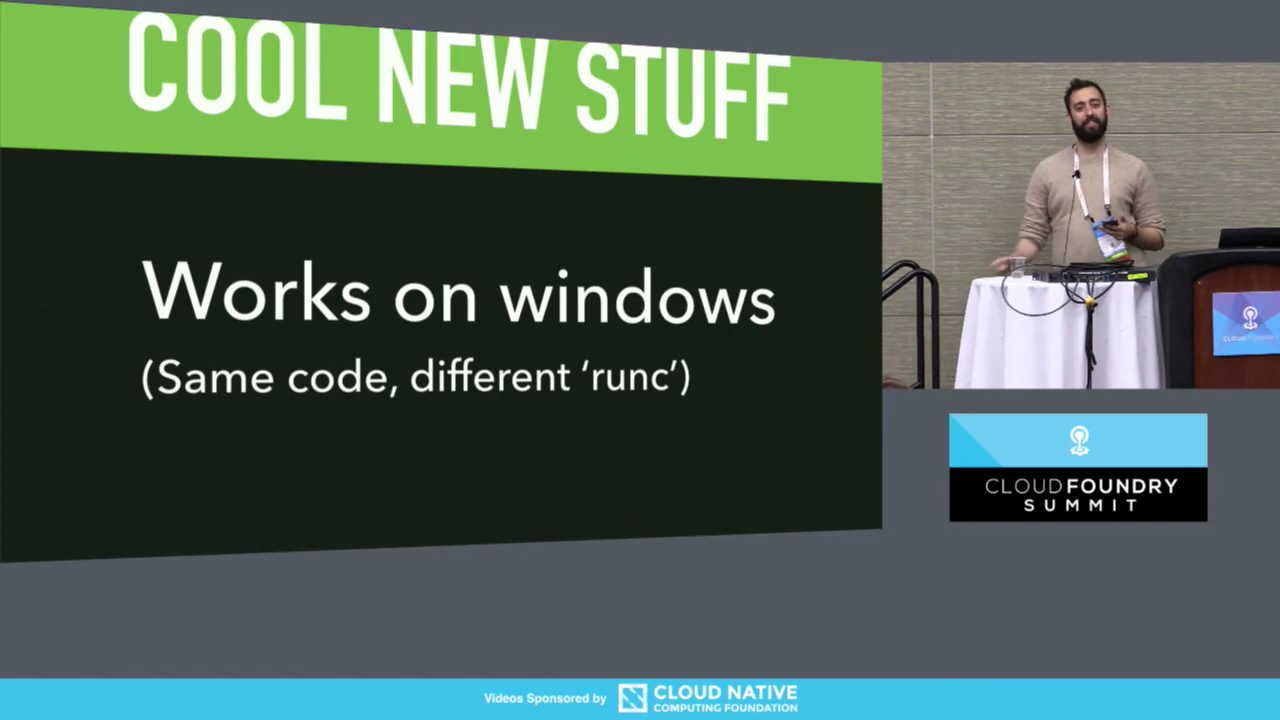 COOL NEW STUFF
Works on windows
(Same code, different ‘runc’)
CLOUDFOUNDRY
CLOUDFOUNDRY
SUMMIT
Videos Sponsored by
CLOUD NATIVE
COMPUTING FOUNDATION